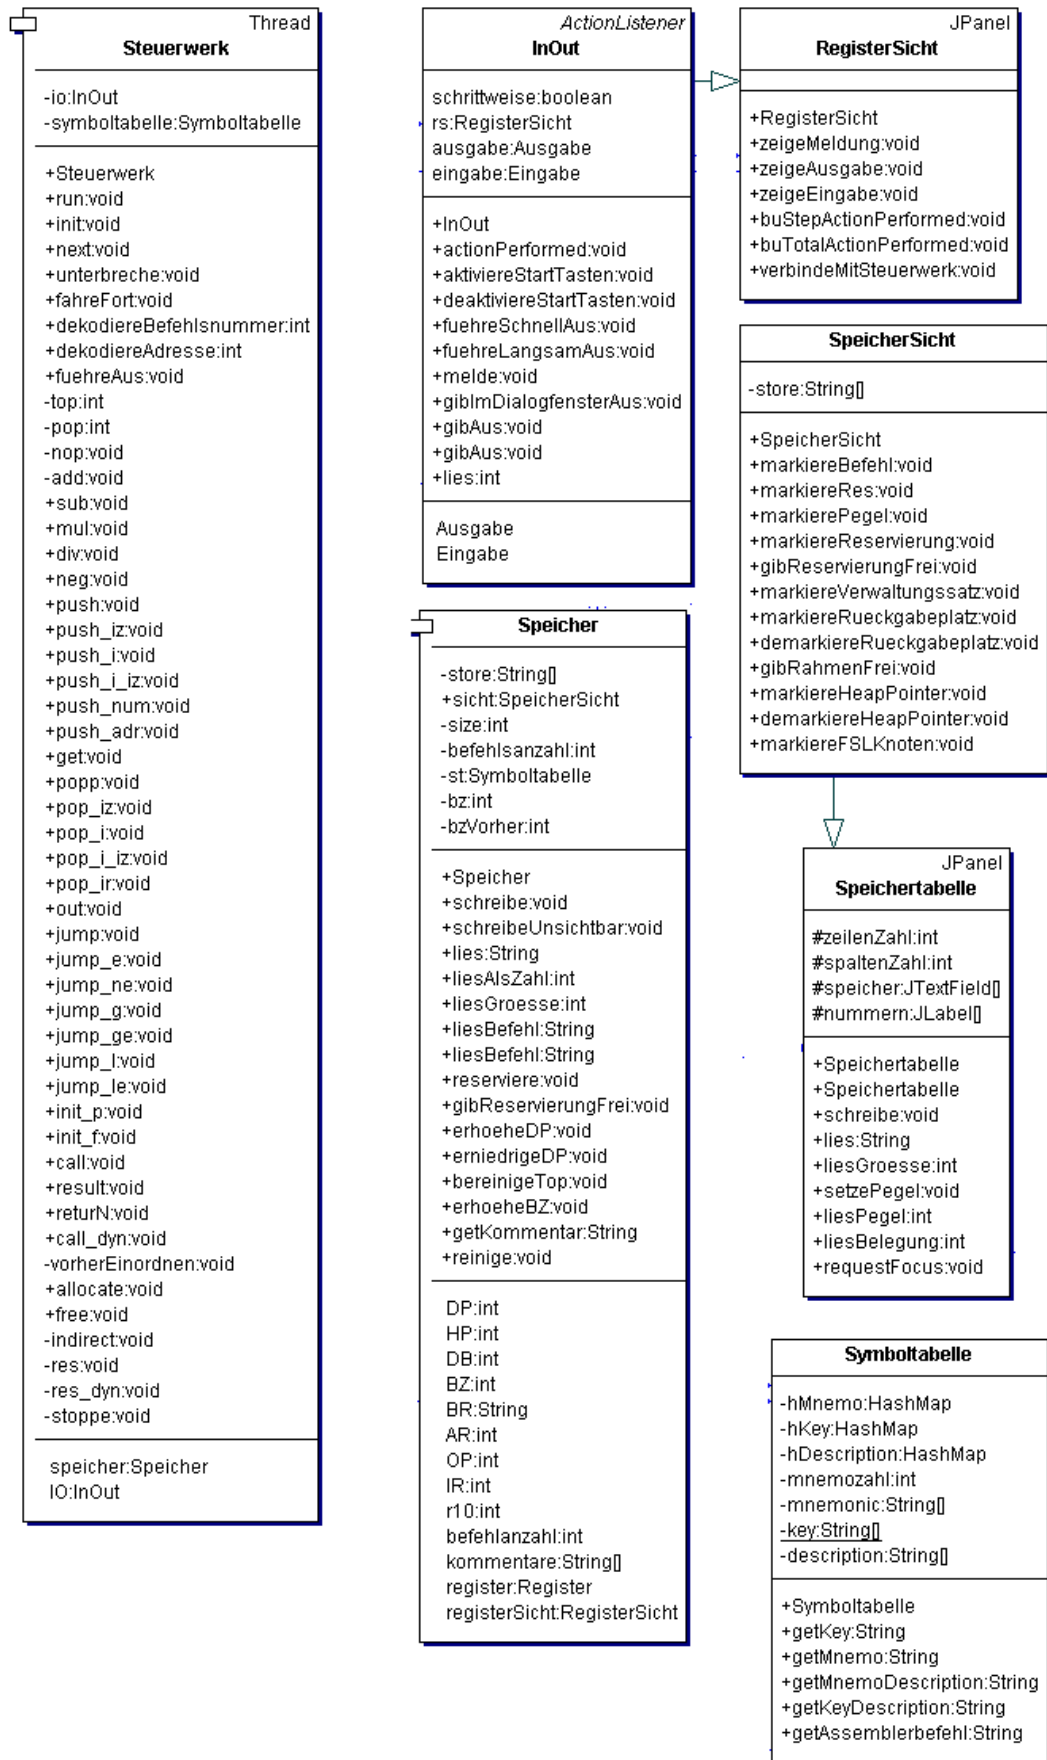 Thread
Steuerwerk
-io:InOut
-symboltabelle:Symboltabelle
+Steuerwerk
+run:void
+init:void
+next:void
+unterbreche:void
+fahreFort:void
+dekodiereBefehlsnummer:int
+dekodiereAdresse:int
+fuehreAus:void
-top:int
-pop:int
-nop:void
-add:void
+sub:void
+mul:void
+div:void
+neg:void
+push:void
+push_iz:void
+push_i:void
+push_i_iz:void
+push_num:void
+push_adr:void
+get:void
+popp:void
+pop_iz:void
+pop_i:void
+pop_i_iz:void
+pop_ir:void
+out:void
+jump:void
+jump_e:void
+jump_ne:void
+jump_g:void
+jump_ge:void
+jump_l:void
+jump_le:void
+init_p:void
+init_f:void
+call:void
+result:void
+returN:void
+call_dyn:void
-vorherEinordnen:void
+allocate:void
+free:void
-indirect:void
-res:void
-res_dyn:void
-stoppe:void
speicher:Speicher
IO:InOut
ActionListener
InOut
schrittweise:boolean
rs:RegisterSicht
ausgabe:Ausgabe
eingabe:Eingabe
+InOut
+actionPerformed:void
+aktiviereStartTasten:void
+deaktiviereStartTasten:void
+fuehreSchnellAus:void
+fuehreLangsamAus:void
+melde:void
+gibImDialogfensterAus:void
+gibAus:void
+gibAus:void
+lies:int
Ausgabe
Eingabe
Speicher
-store:String[]
+sicht:SpeicherSicht
-size:int
-befehlsanzahl:int
-st:Symboltabelle
-bz:int
-bzVorher:int
+Speicher
+schreibe:void
+schreibeUnsichtbar:void
+lies:String
+liesAlsZahl:int
+liesGroesse:int
+liesBefehl:String
+liesBefehl:String
+reserviere:void
+gibReservierungFrei:void
+erhoeheDP:void
+erniedrigeDP:void
+bereinigeTop:void
+erhoeheBZ:void
+getKommentar:String
+reinige:void
DP:int
HP:int
DB:int
BZ:int
BR:String
AR:int
OP:int
IR:int
r10:int
befehlanzahl:int
kommentare:String[]
register:Register
registerSicht:RegisterSicht
JPanel
RegisterSicht
+RegisterSicht
+zeigeMeldung:void
+zeigeAusgabe:void
+zeigeEingabe:void
+buStepActionPerformed:void
+buTotalActionPerformed:void
+verbindeMitSteuerwerk:void
SpeicherSicht
-store:String[]
+SpeicherSicht
+markiereBefehl:void
+markiereRes:void
+markierePegel:void
+markiereReservierung:void
+gibReservierungFrei:void
+markiereVerwaltungssatz:void
+markiereRueckgabeplatz:void
+demarkiereRueckgabeplatz:void
+gibRahmenFrei:void
+markiereHeapPointer:void
+demarkiereHeapPointer:void
+markiereFSLKnoten:void
JPanel
Speichertabelle
#zeilenZahl:int
#spaltenZahl:int
#speicher:JTextField[]
#nummern:JLabel[]
+Speichertabelle
+Speichertabelle
+schreibe:void
+lies:String
+liesGroesse:int
+setzePegel:void
+liesPegel:int
+liesBelegung:int
+requestFocus:void
Symboltabelle
-hMnemo:HashMap
-hKey:HashMap
-hDescription:HashMap
-mnemozahl:int
-mnemonic:String[]
-key:String[]
-description:String[]
+Symboltabelle
+getKey:String
+getMnemo:String
+getMnemoDescription:String
+getKeyDescription:String
+getAssemblerbefehl:String